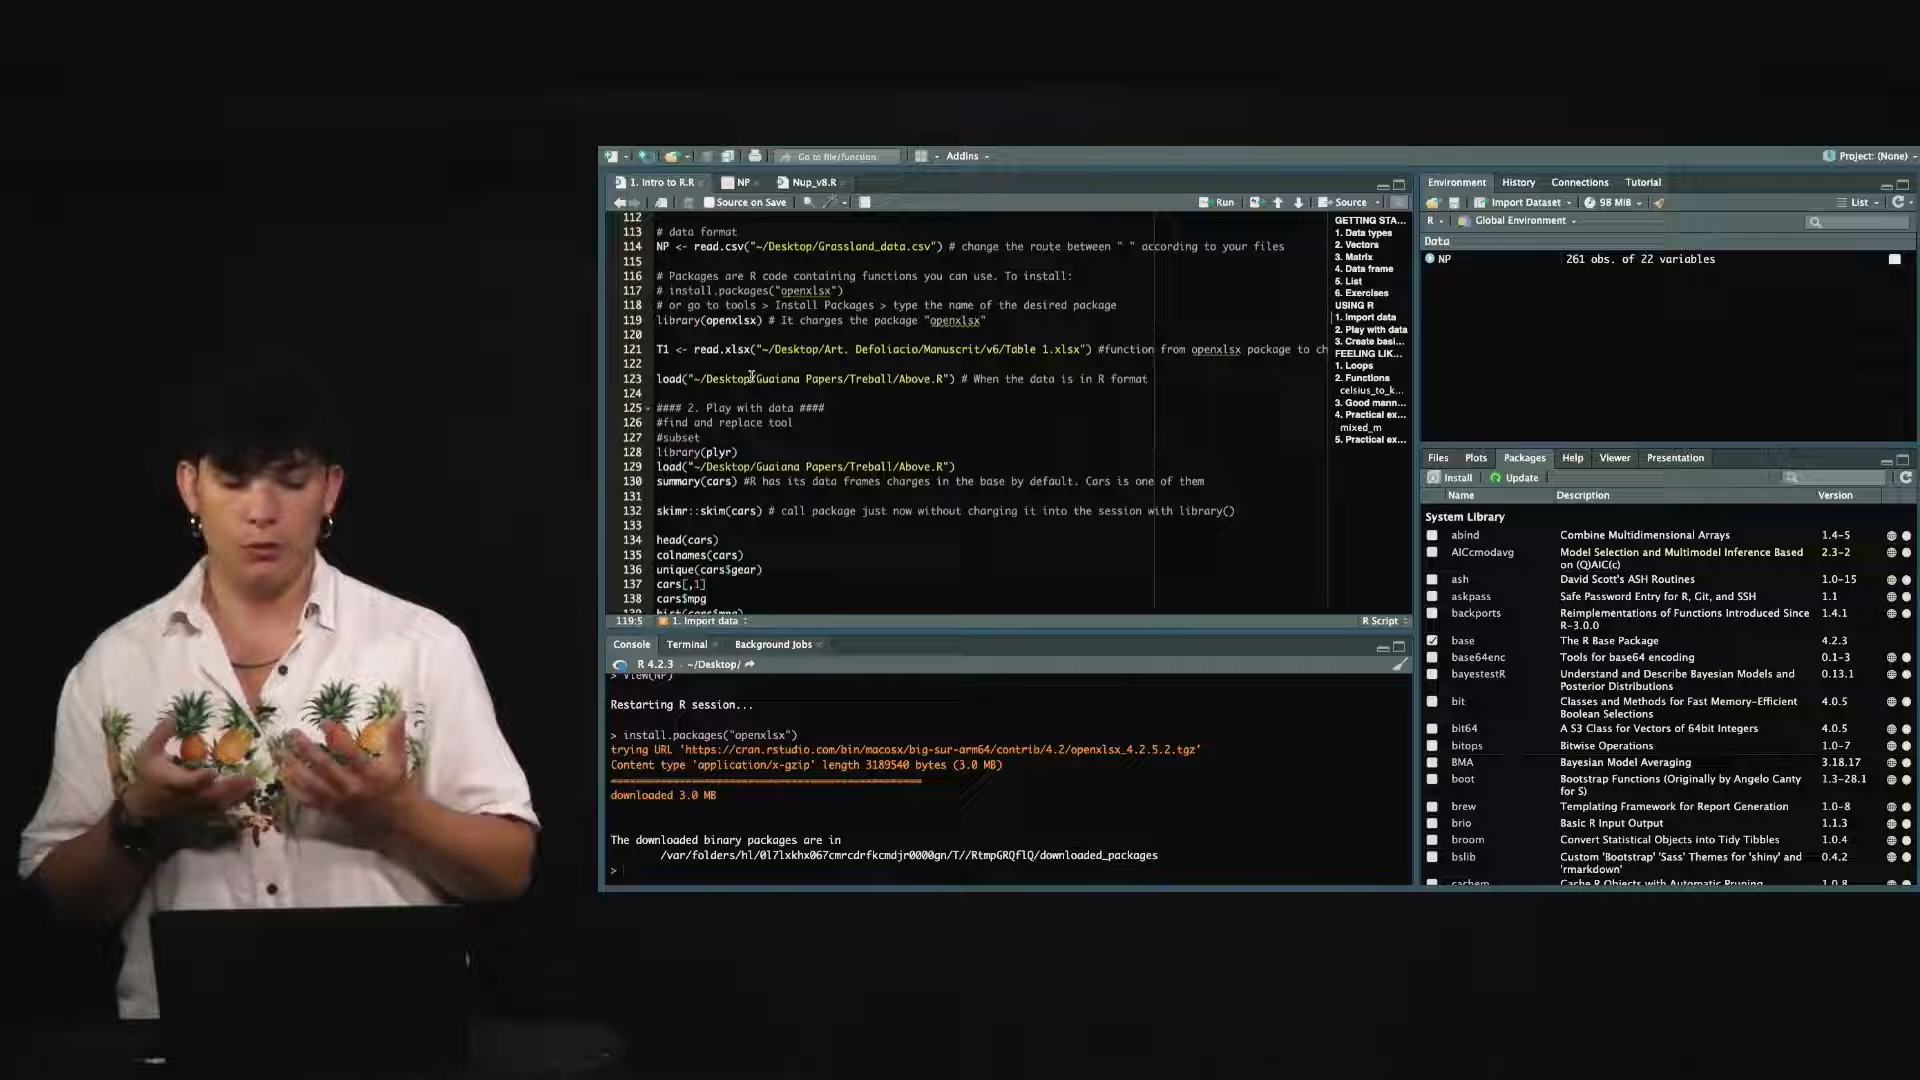 Go to file/function
Addins
Project: (None)
1. Intro to R.R
NP
Nup_v8.R
Source on Save
Run
Source
112
113 # data format
114 NP <- read.csv("~/Desktop/Grassland_data.csv") # change the route between " " according to your files
115
116 # Packages are R code containing functions you can use. To install:
117 # install.packages("openxlsx")
118 # or go to tools > Install Packages > type the name of the desired package
119 library(openxlsx) # It charges the package "openxlsx"
120
121 T1 <- read.xlsx("~/Desktop/Art. Defoliacio/Manuscrit/v6/Table 1.xlsx") #function from openxlsx package to ch
122
123 load("~/Desktop/Guaiana Papers/Treball/Above.R") # When the data is in R format
124
125 #### 2. Play with data ####
126 #find and replace tool
127 #subset
128 library(plyr)
129 load("~/Desktop/Guaiana Papers/Treball/Above.R")
130 summary(cars) #R has its data frames charges in the base by default. Cars is one of them
131
132 skimr::skim(cars) # call package just now without charging it into the session with library()
133
134 head(cars)
135 colnames(cars)
136 unique(cars$gear)
137 cars[,1]
138 cars$mpg
139 hist(cars$mpg)
119:5
1. Import data
R Script
GETTING STA...
1. Data types
2. Vectors
3. Matrix
4. Data frame
5. List
6. Exercises
USING R
1. Import data
2. Play with data
3. Create basi...
FEELING LIK...
1. Loops
2. Functions
celsius_to_k...
3. Good mann...
4. Practical ex...
mixed_m
5. Practical ex...
Console
Terminal
Background Jobs
R 4.2.3 · ~/Desktop/
> View(NP)
Restarting R session...
> install.packages("openxlsx")
trying URL 'https://cran.rstudio.com/bin/macosx/big-sur-arm64/contrib/4.2/openxlsx_4.2.5.2.tgz'
Content type 'application/x-gzip' length 3189540 bytes (3.0 MB)
==================================================
downloaded 3.0 MB
The downloaded binary packages are in
/var/folders/hl/0l7lxkhx067cmrcdrfkcmdjr0000gn/T//RtmpGRQflQ/downloaded_packages
>
Environment
History
Connections
Tutorial
Import Dataset
98 MiB
List
R
Global Environment
Data
NP 261 obs. of 22 variables
Files
Plots
Packages
Help
Viewer
Presentation
Install
Update
Name Description Version
System Library
abind Combine Multidimensional Arrays 1.4-5
AICcmodavg Model Selection and Multimodel Inference Based 2.3-2
on (Q)AIC(c)
ash David Scott's ASH Routines 1.0-15
askpass Safe Password Entry for R, Git, and SSH 1.1
backports Reimplementations of Functions Introduced Since 1.4.1
R-3.0.0
base The R Base Package 4.2.3
base64enc Tools for base64 encoding 0.1-3
bayestestR Understand and Describe Bayesian Models and 0.13.1
Posterior Distributions
bit Classes and Methods for Fast Memory-Efficient 4.0.5
Boolean Selections
bit64 A S3 Class for Vectors of 64bit Integers 4.0.5
bitops Bitwise Operations 1.0-7
BMA Bayesian Model Averaging 3.18.17
boot Bootstrap Functions (Originally by Angelo Canty 1.3-28.1
for S)
brew Templating Framework for Report Generation 1.0-8
brio Basic R Input Output 1.1.3
broom Convert Statistical Objects into Tidy Tibbles 1.0.4
bslib Custom 'Bootstrap' 'Sass' Themes for 'shiny' and 0.4.2
'rmarkdown'
cachem Cache R Objects with Automatic Pruning 1.0.8